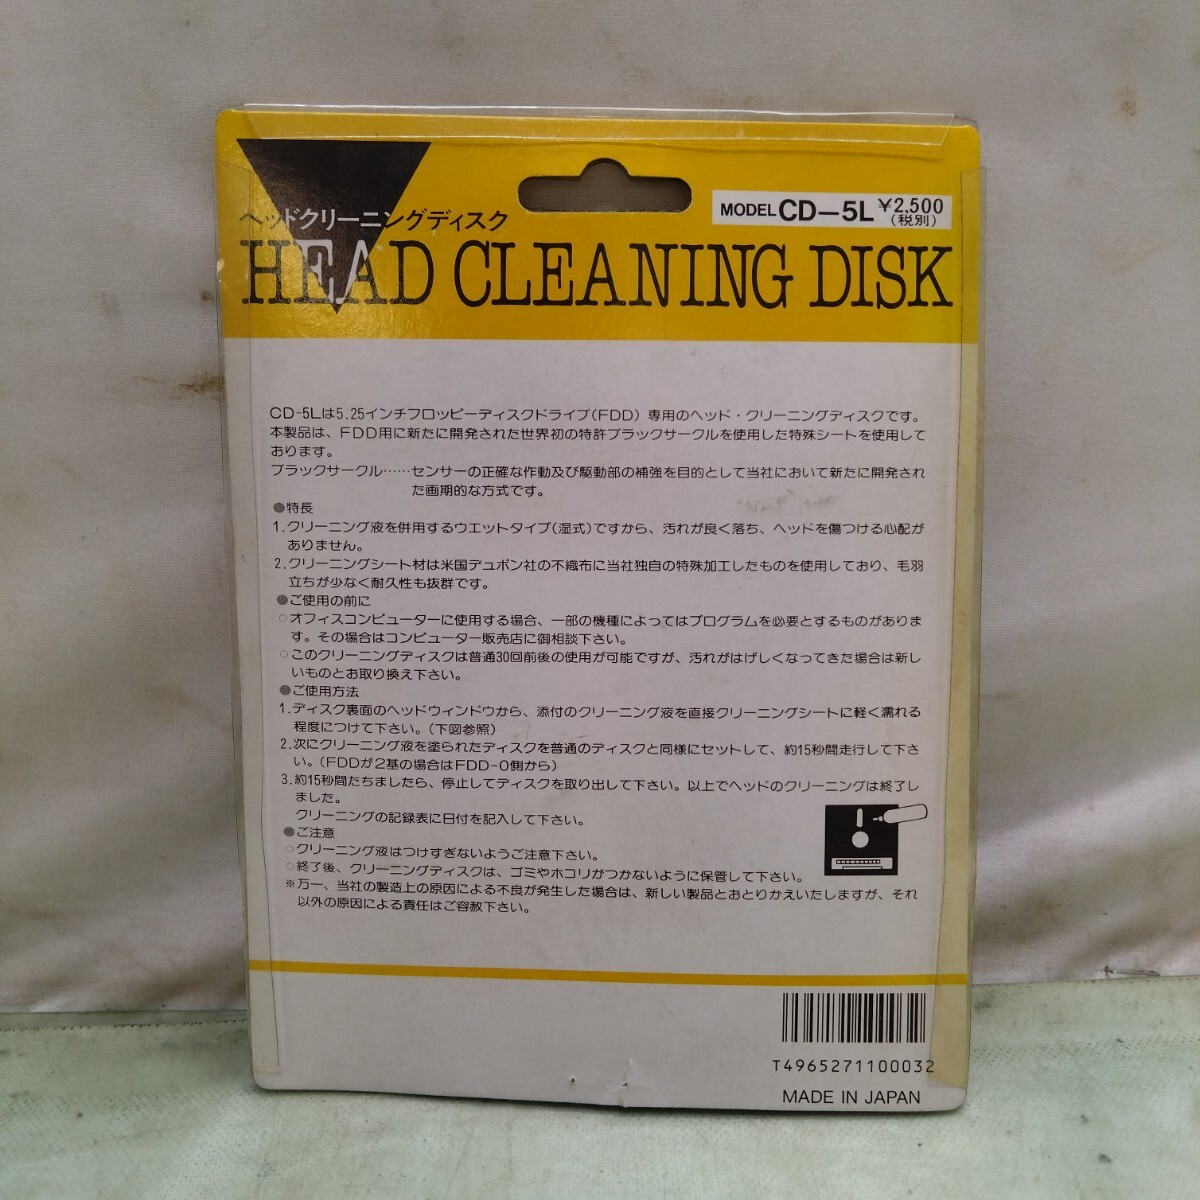 ヘッドクリーニングディスク
MODEL CD-5L ¥2,500
(税別)
HEAD CLEANING DISK
CD-5Lは5.25インチフロッピーディスクドライブ(FDD)専用のヘッド・クリーニングディスクです。
本製品は、FDD用に新たに開発された世界初の特許ブラックサークルを使用した特殊シートを使用して
おります。
ブラックサークル……センサーの正確な作動及び駆動部の補強を目的として当社において新たに開発され
た画期的な方式です。
●特長
1.クリーニング液を併用するウエットタイプ(湿式)ですから、汚れが良く落ち、ヘッドを傷つける心配が
ありません。
2.クリーニングシート材は米国デュポン社の不織布に当社独自の特殊加工したものを使用しており、毛羽
立ちが少なく耐久性も抜群です。
●ご使用の前に
○オフィスコンピューターに使用する場合、一部の機種によってはプログラムを必要とするものがありま
す。その場合はコンピューター販売店に御相談下さい。
○このクリーニングディスクは普通30回前後の使用が可能ですが、汚れがはげしくなってきた場合は新し
いものとお取り換え下さい。
●ご使用方法
1.ディスク裏面のヘッドウィンドウから、添付のクリーニング液を直接クリーニングシートに軽く濡れる
程度につけて下さい。(下図参照)
2.次にクリーニング液を塗られたディスクを普通のディスクと同様にセットして、約15秒間走行して下さ
い。(FDDが2基の場合はFDD-0側から)
3.約15秒間たちましたら、停止してディスクを取り出して下さい。以上でヘッドのクリーニングは終了し
ました。
クリーニングの記録表に日付を記入して下さい。
●ご注意
○クリーニング液はつけすぎないようご注意下さい。
○終了後、クリーニングディスクは、ゴミやホコリがつかないように保管して下さい。
※万一、当社の製造上の原因による不良が発生した場合は、新しい製品とおとりかえいたしますが、それ
以外の原因による責任はご容赦下さい。
T4965271100032
MADE IN JAPAN